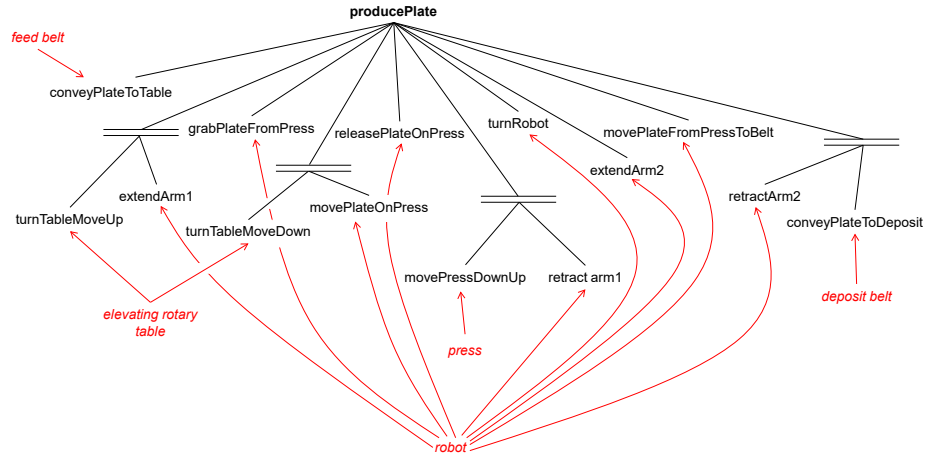 producePlate
feed belt
conveyPlateToTable
grabPlateFromPress
releasePlateOnPress
turnRobot
movePlateFromPressToBelt
extendArm2
extendArm1
retractArm2
turnTableMoveUp
movePlateOnPress
turnTableMoveDown
conveyPlateToDeposit
movePressDownUp
retract arm1
elevating rotary
table
deposit belt
press
robot